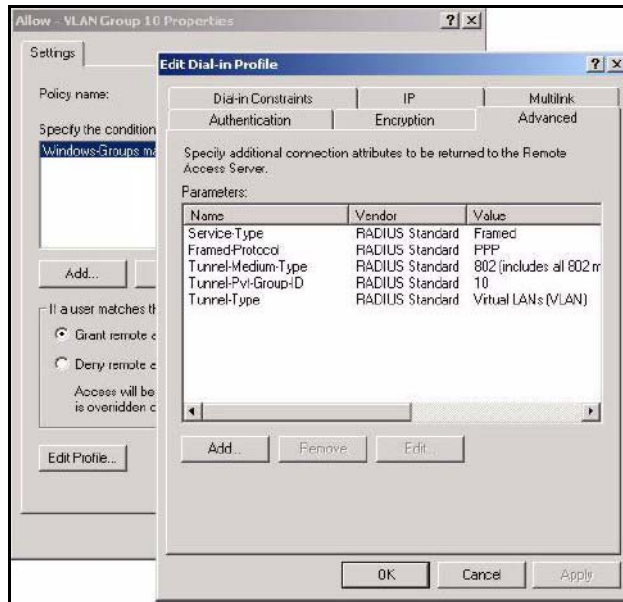 Allow - VLAN Group 10 Properties
Settings
Policy name:
Specify the condition
Windows-Groups ma
Add...
If a user matches th
Grant remote a
Deny remote a
Access will be
is overridden
Edit Profile...
Edit Dial-in Profile
Dial-in Constraints
IP
Multilink
Authentication
Encryption
Advanced
Specify additional connection attributes to be returned to the Remote
Access Server.
Parameters:
Name Vendor Value
Service-Type RADIUS Standard Framed
Framed-Protocol RADIUS Standard PPP
Tunnel-Medium-Type RADIUS Standard 802 (includes all 802 m
Tunnel-Pvt-Group-ID RADIUS Standard 10
Tunnel-Type RADIUS Standard Virtual LANs (VLAN)
Add...
Remove
Edit...
OK
Cancel
Apply